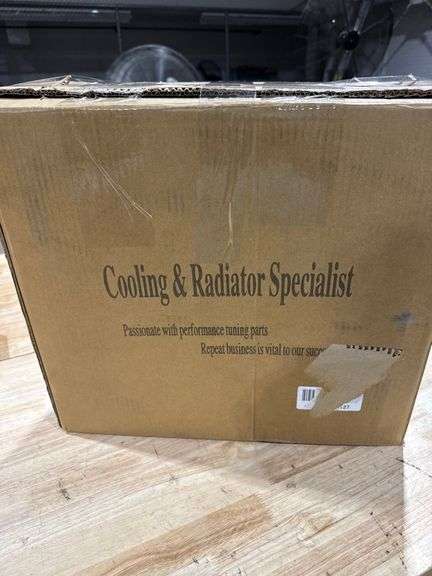 Cooling & Radiator Specialist
Passionate with performance tuning parts
Repeat business is vital to our